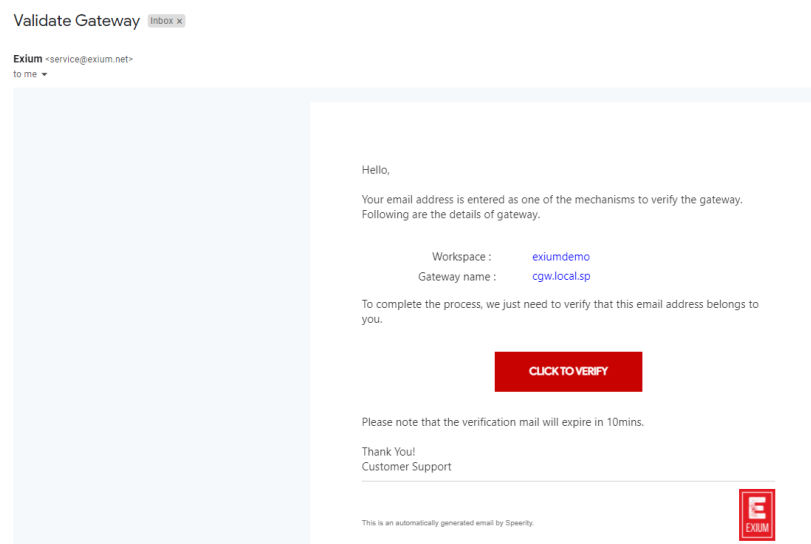 Validate Gateway Inbox x
Exium <service@exium.net>
to me
Hello,
Your email address is entered as one of the mechanisms to verify the gateway.
Following are the details of gateway.
Workspace : exiumdemo
Gateway name : cgw.local.sp
To complete the process, we just need to verify that this email address belongs to
you.
CLICK TO VERIFY
Please note that the verification mail will expire in 10mins.
Thank You!
Customer Support
This is an automatically generated email by Speerity.
E
EXIUM